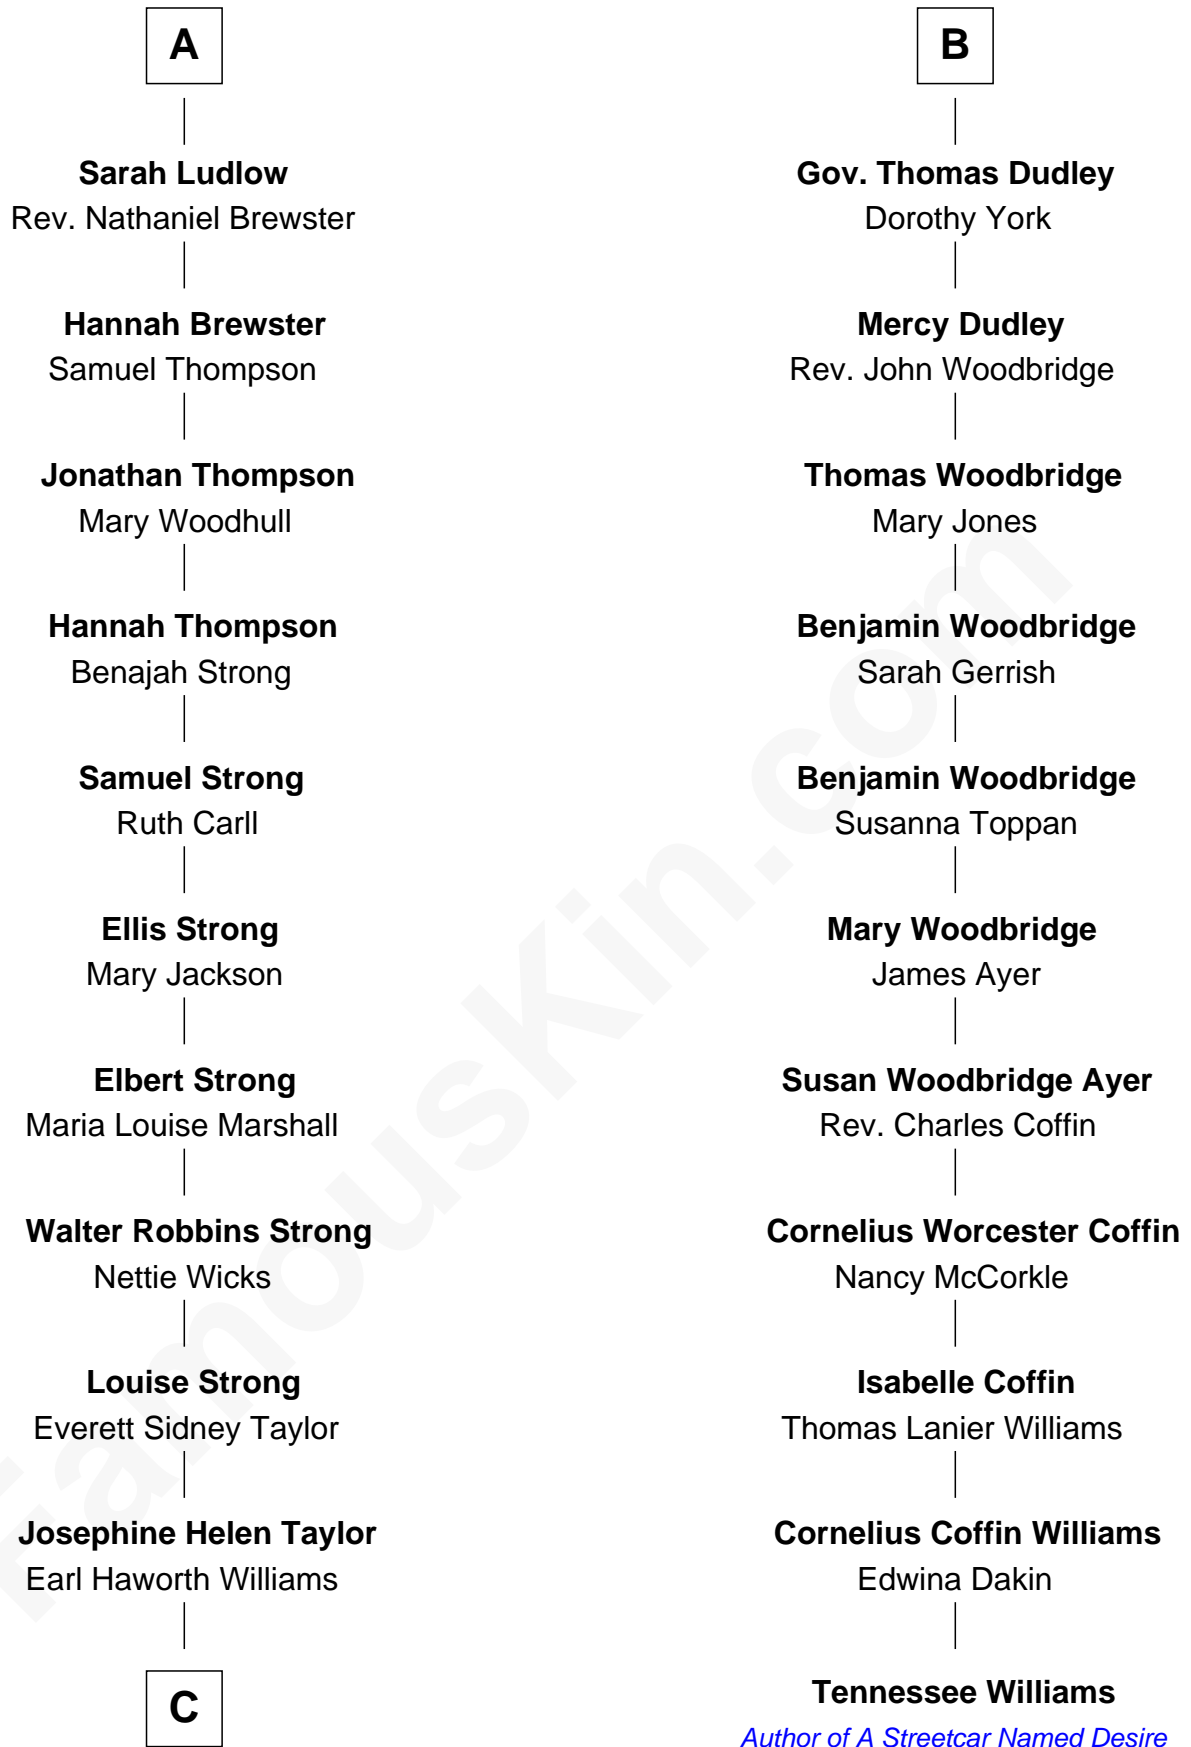 A
Sarah Ludlow
Rev. Nathaniel Brewster
Hannah Brewster
Samuel Thompson
Jonathan Thompson
Mary Woodhull
Hannah Thompson
Benajah Strong
Samuel Strong
Ruth Carll
Ellis Strong
Mary Jackson
Elbert Strong
Maria Louise Marshall
Walter Robbins Strong
Nettie Wicks
Louise Strong
Everett Sidney Taylor
Josephine Helen Taylor
Earl Haworth Williams
C
B
Gov. Thomas Dudley
Dorothy York
Mercy Dudley
Rev. John Woodbridge
Thomas Woodbridge
Mary Jones
Benjamin Woodbridge
Sarah Gerrish
Benjamin Woodbridge
Susanna Toppan
Mary Woodbridge
James Ayer
Susan Woodbridge Ayer
Rev. Charles Coffin
Cornelius Worcester Coffin
Nancy McCorkle
Isabelle Coffin
Thomas Lanier Williams
Cornelius Coffin Williams
Edwina Dakin
Tennessee Williams
Author of A Streetcar Named Desire
FamousKin.com